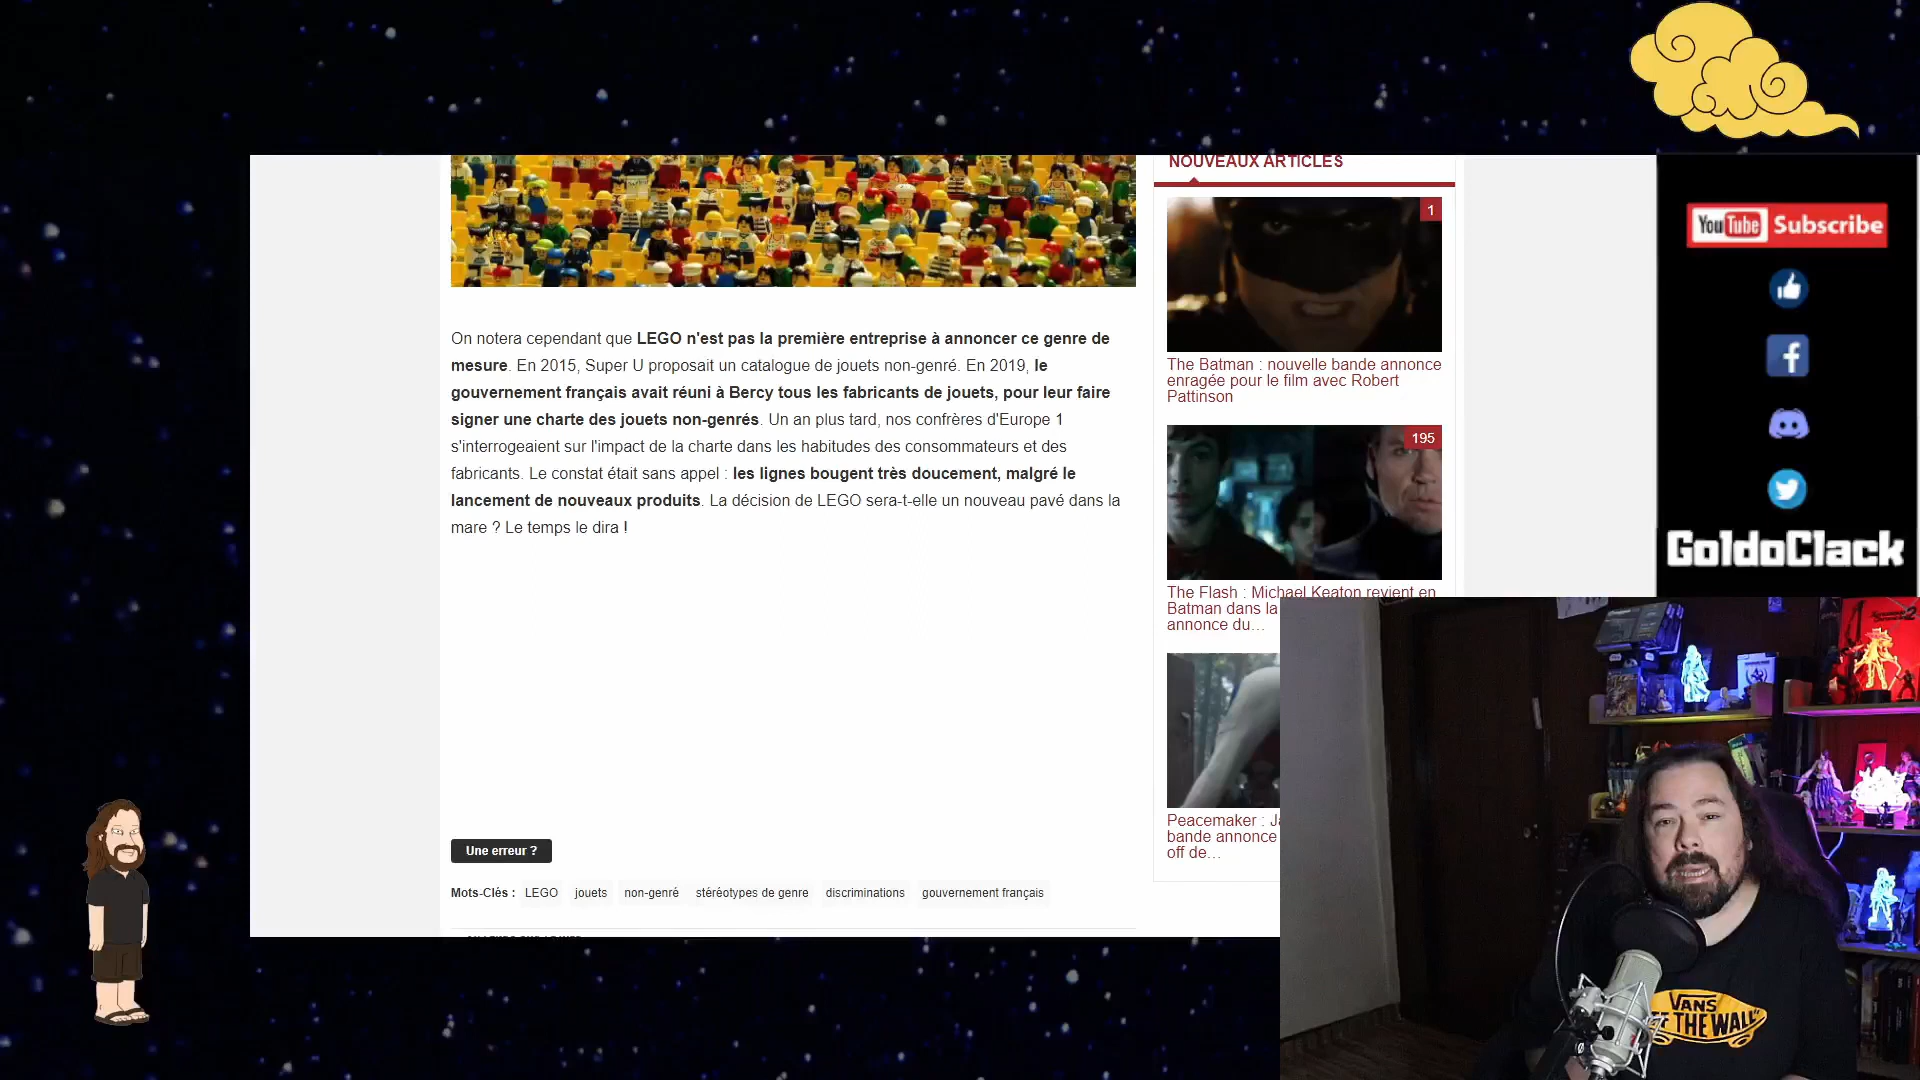 On notera cependant que LEGO n'est pas la première entreprise à annoncer ce genre de
mesure. En 2015, Super U proposait un catalogue de jouets non-genré. En 2019, le
gouvernement français avait réuni à Bercy tous les fabricants de jouets, pour leur faire
signer une charte des jouets non-genrés. Un an plus tard, nos confrères d'Europe 1
s'interrogeaient sur l'impact de la charte dans les habitudes des consommateurs et des
fabricants. Le constat était sans appel : les lignes bougent très doucement, malgré le
lancement de nouveaux produits. La décision de LEGO sera-t-elle un nouveau pavé dans la
mare ? Le temps le dira !
Une erreur ?
Mots-Clés : LEGO jouets non-genré stéréotypes de genre discriminations gouvernement français
NOUVEAUX ARTICLES
1
The Batman : nouvelle bande annonce
enragée pour le film avec Robert
Pattinson
195
The Flash : Michael Keaton revient en
Batman dans la
annonce du...
Peacemaker :
bande annonce
off de...
YouTube Subscribe
GoldoClack
VANS
THE WALL"